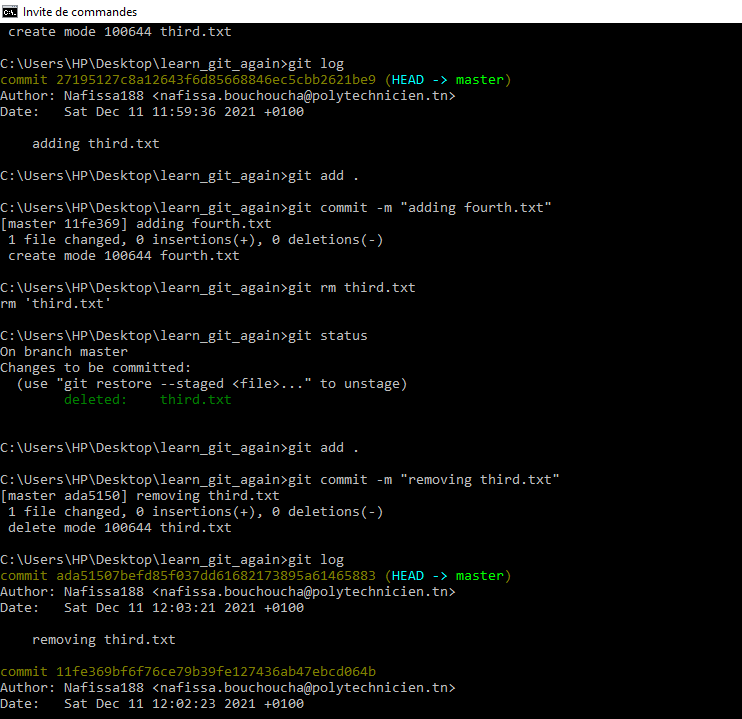 Invite de commandes
create mode 100644 third.txt
C:\Users\HP\Desktop\learn_git_again>git log
commit 27195127c8a12643f6d85668846ec5cbb2621be9 (HEAD -> master)
Author: Nafissa188 <nafissa.bouchoucha@polytechnicien.tn>
Date:   Sat Dec 11 11:59:36 2021 +0100
adding third.txt
C:\Users\HP\Desktop\learn_git_again>git add .
C:\Users\HP\Desktop\learn_git_again>git commit -m "adding fourth.txt"
[master 11fe369] adding fourth.txt
1 file changed, 0 insertions(+), 0 deletions(-)
create mode 100644 fourth.txt
C:\Users\HP\Desktop\learn_git_again>git rm third.txt
rm 'third.txt'
C:\Users\HP\Desktop\learn_git_again>git status
On branch master
Changes to be committed:
(use "git restore --staged <file>..." to unstage)
deleted:    third.txt
C:\Users\HP\Desktop\learn_git_again>git add .
C:\Users\HP\Desktop\learn_git_again>git commit -m "removing third.txt"
[master ada5150] removing third.txt
1 file changed, 0 insertions(+), 0 deletions(-)
delete mode 100644 third.txt
C:\Users\HP\Desktop\learn_git_again>git log
commit ada51507befd85f037dd61682173895a61465883 (HEAD -> master)
Author: Nafissa188 <nafissa.bouchoucha@polytechnicien.tn>
Date:   Sat Dec 11 12:03:21 2021 +0100
removing third.txt
commit 11fe369bf6f76ce79b39fe127436ab47ebcd064b
Author: Nafissa188 <nafissa.bouchoucha@polytechnicien.tn>
Date:   Sat Dec 11 12:02:23 2021 +0100